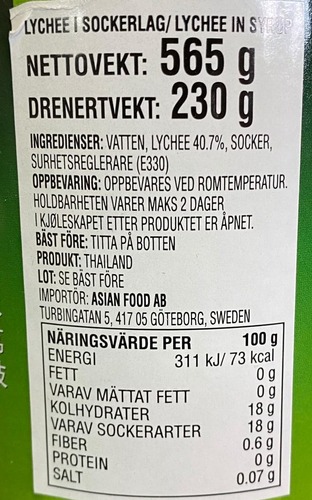 LYCHEE I SOCKERLAG/ LYCHEE IN SYRUP
NETTOVEKT: 565 g
DRENERTVEKT: 230 g
INGREDIENSER: VATTEN, LYCHEE 40.7%, SOCKER,
SURHETSREGLERARE (E330)
OPPBEVARING: OPPBEVARES VED ROMTEMPERATUR.
HOLDBARHETEN VARER MAKS 2 DAGER
I KJØLESKAPET ETTER PRODUKTET ER ÅPNET.
BÄST FÖRE: TITTA PÅ BOTTEN
PRODUKT: THAILAND
LOT: SE BÄST FÖRE
IMPORTÖR: ASIAN FOOD AB
TURBINGATAN 5, 417 05 GÖTEBORG, SWEDEN
NÄRINGSVÄRDE PER 100 g
ENERGI 311 kJ/ 73 kcal
FETT 0 g
VARAV MÄTTAT FETT 0 g
KOLHYDRATER 18 g
VARAV SOCKERARTER 18 g
FIBER 0.6 g
PROTEIN 0 g
SALT 0.07 g